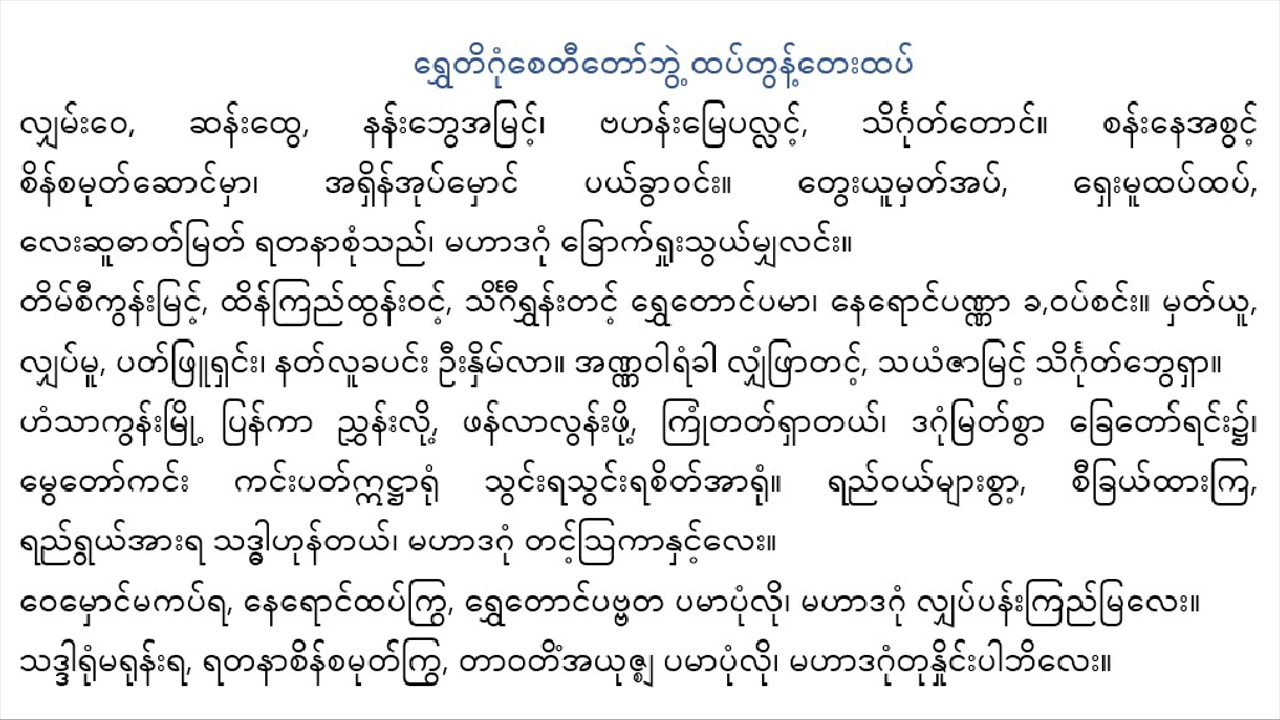 ရွှေတိဂုံစေတီတော်ဘွဲ့ ထပ်တွန့်တေးထပ်
လျှမ်းဝေ, ဆန်းထွေ, နန်းဘွေအမြင့်၊ ဗဟန်းမြေပလ္လင့်, သိင်္ဂုတ်တောင်။ စန်းနေအစွင့်
စိန်စမုတ်ဆောင်မှာ၊ အရှိန်အုပ်မှောင် ပယ်ခွာဝင်း။ တွေးယူမှတ်အပ်, ရှေးမူထပ်ထပ်,
လေးဆူဓာတ်မြတ် ရတနာစုံသည်၊ မဟာဒဂုံ ခြောက်ရှူးသွယ်မျှလင်း။
တိမ်စီကွန်းမြင့်, ထိန်ကြည်ထွန်းဝင့်, သိင်္ဂီရွှန်းတင့် ရွှေတောင်ပမာ၊ နေရောင်ပဏ္ဏာ ခ,ဝပ်စင်း။ မှတ်ယူ,
လျှပ်မူ, ပတ်ဖြူရှင်း၊ နတ်လူခပင်း ဦးနှိမ်လာ။ အဏ္ဏဝါရံခါ လျှံဖြာတင့်, သယံဇာမြင့် သိင်္ဂုတ်ဘွေရှာ။
ဟံသာကွန်းမြို့ ပြန်ကာ ညွှန်းလို့, ဖန်လာလွန်းဖို့, ကြုံတတ်ရှာတယ်၊ ဒဂုံမြတ်စွာ ခြေတော်ရင်း၌၊
မွေတော်ကင်း ကင်းပတ်ဣဋ္ဌာရုံ သွင်းရသွင်းရစိတ်အာရုံ။ ရည်ဝယ်များစွာ့, စီခြယ်ထားကြ,
ရည်ရွယ်အားရ သဒ္ဓါဟုန်တယ်၊ မဟာဒဂုံ တင့်ဩကာနှင့်လေး။
ဝေမှောင်မကပ်ရ, နေရောင်ထပ်ကြွ, ရွှေတောင်ပဗ္ဗတ ပမာပုံလို၊ မဟာဒဂုံ လျှပ်ပန်းကြည်မြလေး။
သဒ္ဒါရုံမရုန်းရ, ရတနာစိန်စမုတ်ကြွ, တာဝတိံအယုဇ္ဈ ပမာပုံလို၊ မဟာဒဂုံတုနှိုင်းပါဘိလေး။